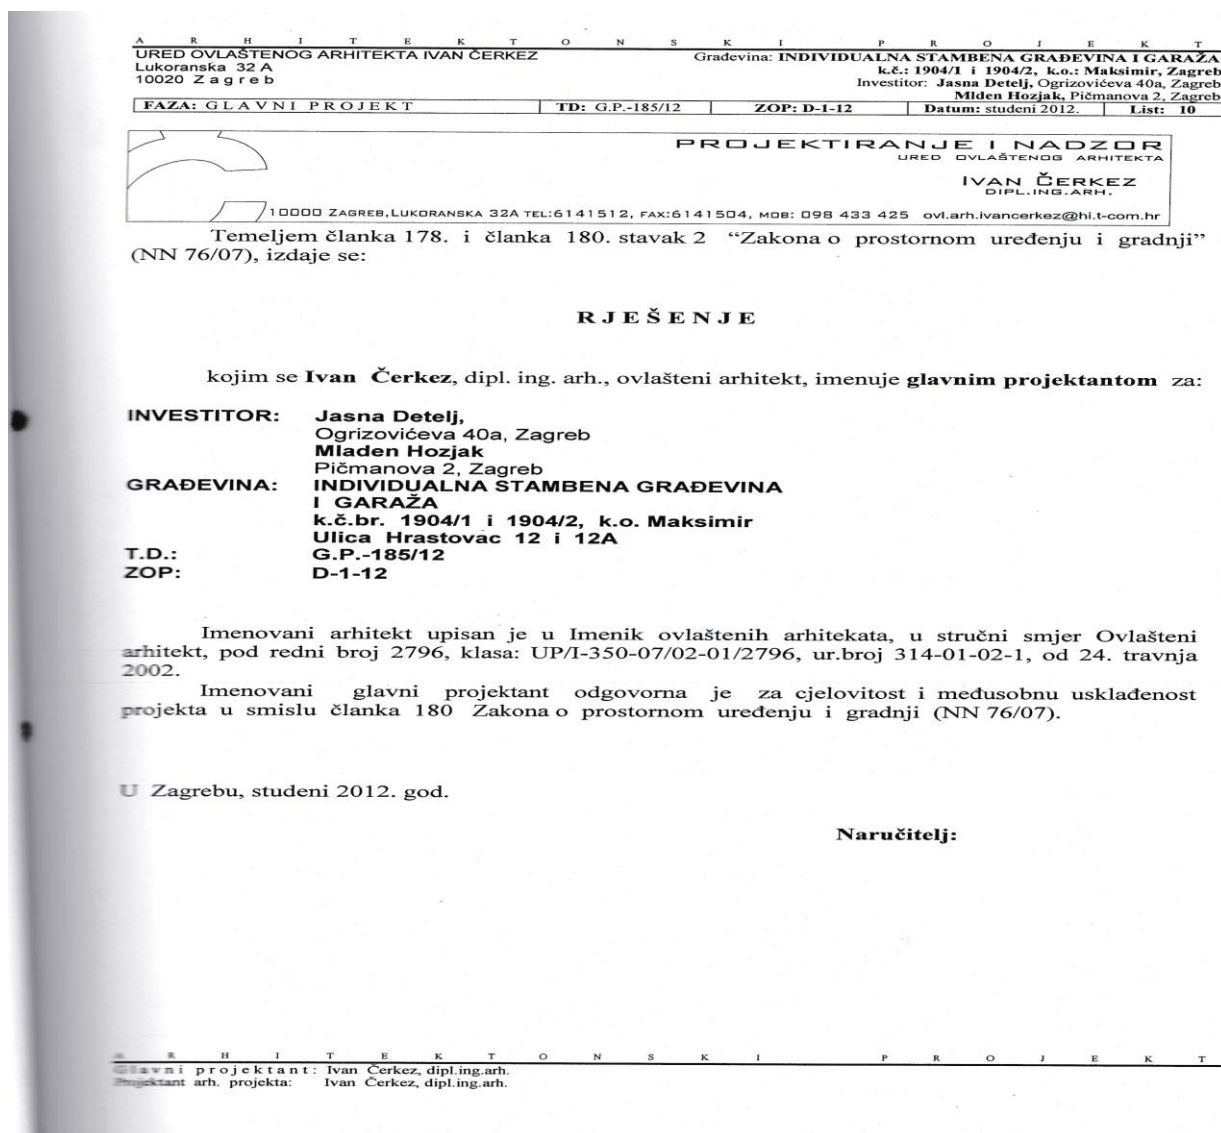 A R H I T E K T O N S K I P R O J E K T
URED OVLAŠTENOG ARHITEKTA IVAN ČERKEZ
Lukoranska 32 A
10020 Z a g r e b
Građevina: INDIVIDUALNA STAMBENA GRAĐEVINA I GARAŽA
k.č.: 1904/1 i 1904/2, k.o.: Maksimir, Zagreb
Investitor: Jasna Detelj, Ogrizovićeva 40a, Zagreb
Mlden Hozjak, Pičmanova 2, Zagreb
FAZA: G L A V N I P R O J E K T TD: G.P.-185/12 ZOP: D-1-12 Datum: studeni 2012. List: 10
PROJEKTIRANJE I NADZOR
URED OVLAŠTENOG ARHITEKTA
IVAN ČERKEZ
DIPL.ING.ARH.
10000 ZAGREB,LUKORANSKA 32A TEL:6141512, FAX:6141504, MOB: 098 433 425 ovl.arh.ivancerkez@hi.t-com.hr
Temeljem članka 178. i članka 180. stavak 2 “Zakona o prostornom uređenju i gradnji”
(NN 76/07), izdaje se:
R J E Š E N J E
kojim se Ivan Čerkez, dipl. ing. arh., ovlašteni arhitekt, imenuje glavnim projektantom za:
INVESTITOR: Jasna Detelj,
Ogrizovićeva 40a, Zagreb
Mladen Hozjak
Pičmanova 2, Zagreb
GRAĐEVINA: INDIVIDUALNA STAMBENA GRAĐEVINA
I GARAŽA
k.č.br. 1904/1 i 1904/2, k.o. Maksimir
Ulica Hrastovac 12 i 12A
T.D.: G.P.-185/12
ZOP: D-1-12
Imenovani arhitekt upisan je u Imenik ovlaštenih arhitekata, u stručni smjer Ovlašteni
arhitekt, pod redni broj 2796, klasa: UP/I-350-07/02-01/2796, ur.broj 314-01-02-1, od 24. travnja
2002.
Imenovani glavni projektant odgovorna je za cjelovitost i međusobnu usklađenost
projekta u smislu članka 180 Zakona o prostornom uređenju i gradnji (NN 76/07).
U Zagrebu, studeni 2012. god.
Naručitelj:
A R H I T E K T O N S K I P R O J E K T
G l a v n i p r o j e k t a n t : Ivan Čerkez, dipl.ing.arh.
Projektant arh. projekta: Ivan Čerkez, dipl.ing.arh.